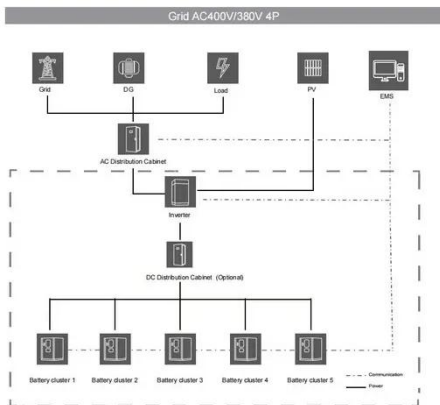 Grid AC400V/380V 4P
Grid
DG
Load
PV
EMS
AC Distribution Cabinet
Inverter
DC Distribution Cabinet (Optional)
Battery cluster 1
Battery cluster 2
Battery cluster 3
Battery cluster 4
Battery cluster 5
Communication
Power